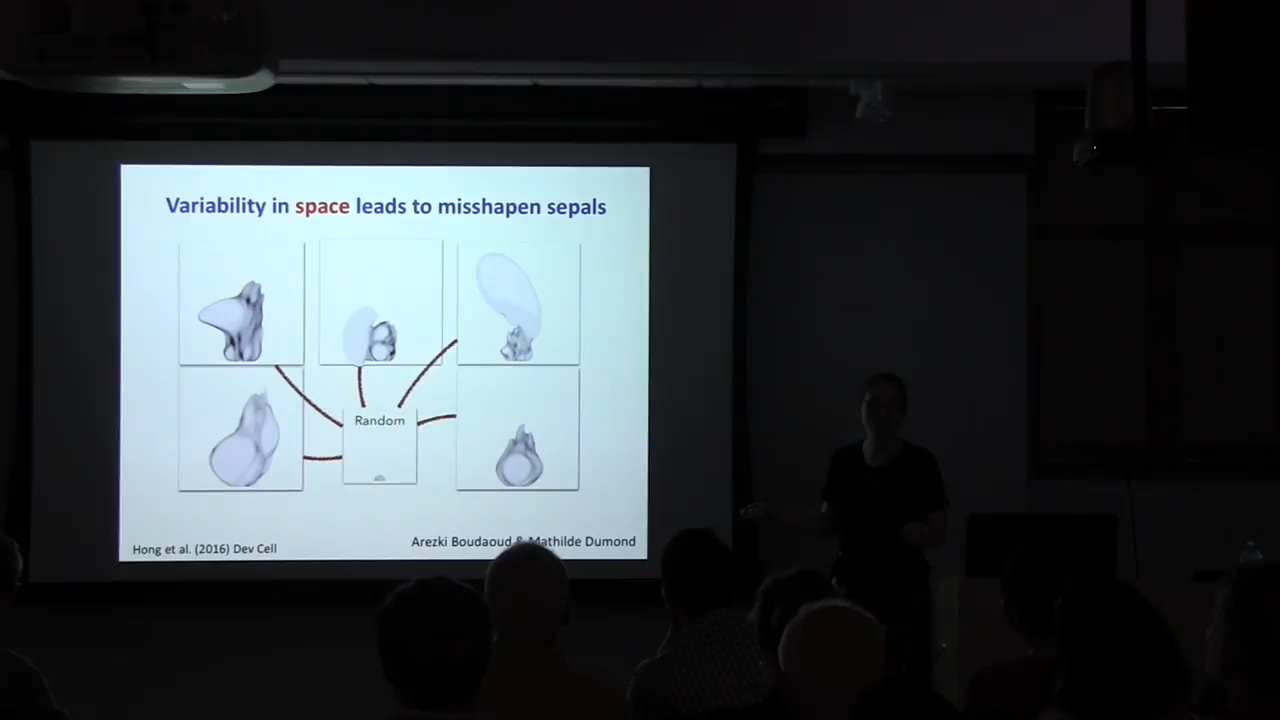 Variability in space leads to misshapen sepals
Random
Arezki Boudaoud & Mathilde Dumond
Hong et al. (2016) Dev Cell